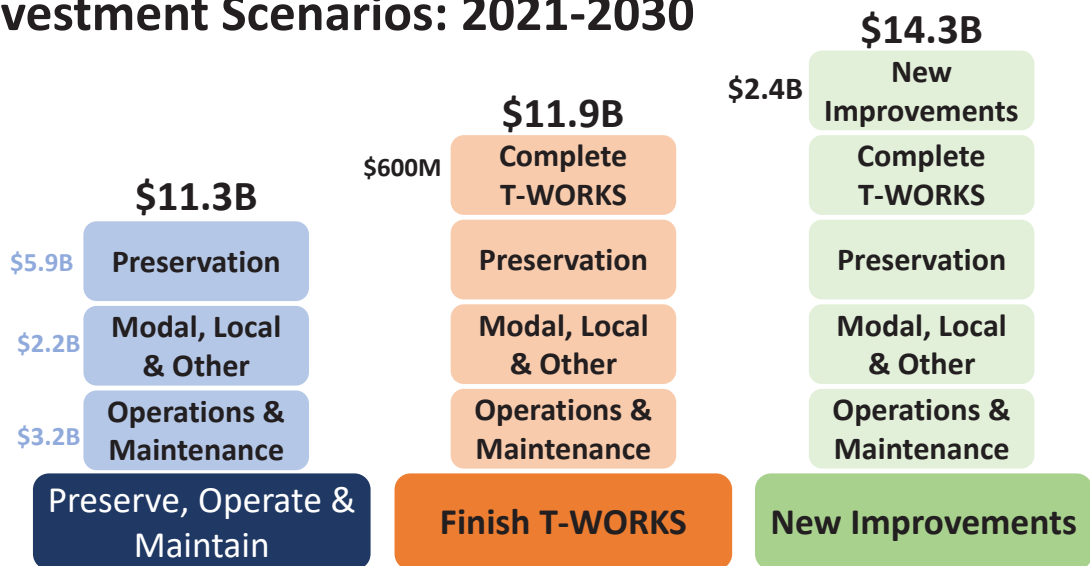 vestment Scenarios: 2021-2030
$11.3B
$5.9B
Preservation
$2.2B
Modal, Local
& Other
$3.2B
Operations &
Maintenance
Preserve, Operate &
Maintain
$11.9B
$600M
Complete
T-WORKS
Preservation
Modal, Local
& Other
Operations &
Maintenance
Finish T-WORKS
$14.3B
$2.4B
New
Improvements
Complete
T-WORKS
Preservation
Modal, Local
& Other
Operations &
Maintenance
New Improvements